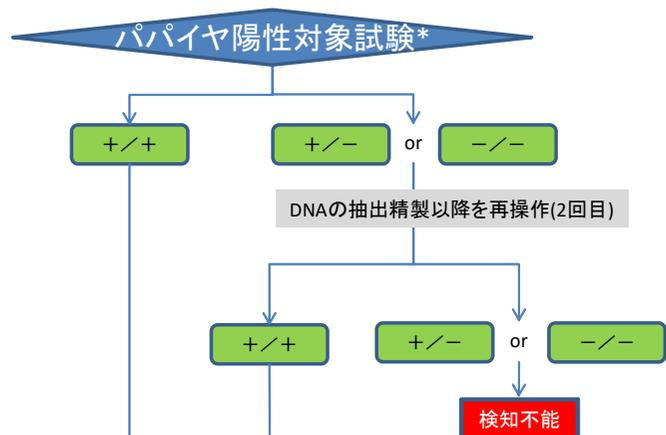 パパイヤ陽性対象試験*
+/+
+/− or −/−
DNAの抽出精製以降を再操作(2回目)
+/+
+/− or −/−
検知不能